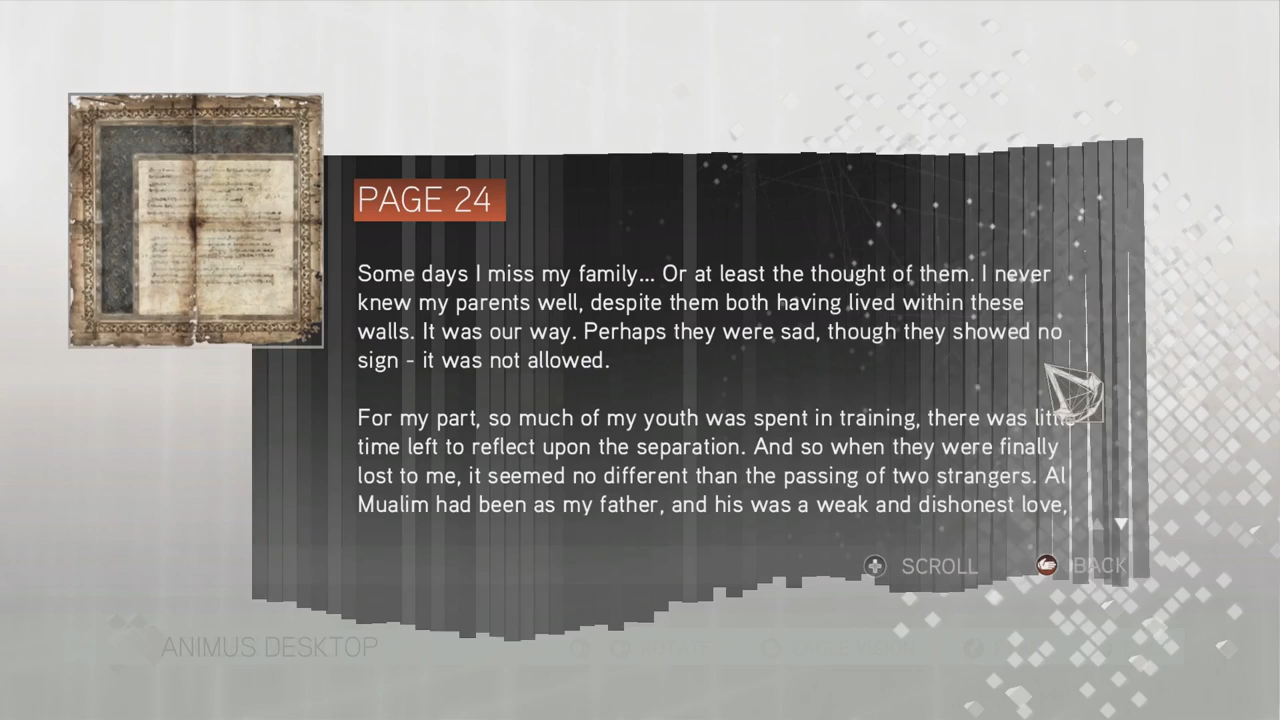 PAGE 24
Some days I miss my family... Or at least the thought of them. I never
knew my parents well, despite them both having lived within these
walls. It was our way. Perhaps they were sad, though they showed no
sign - it was not allowed.
For my part, so much of my youth was spent in training, there was little
time left to reflect upon the separation. And so when they were finally
lost to me, it seemed no different than the passing of two strangers. Al
Mualim had been as my father, and his was a weak and dishonest love,
SCROLL BACK
ANIMUS DESKTOP ROTATE